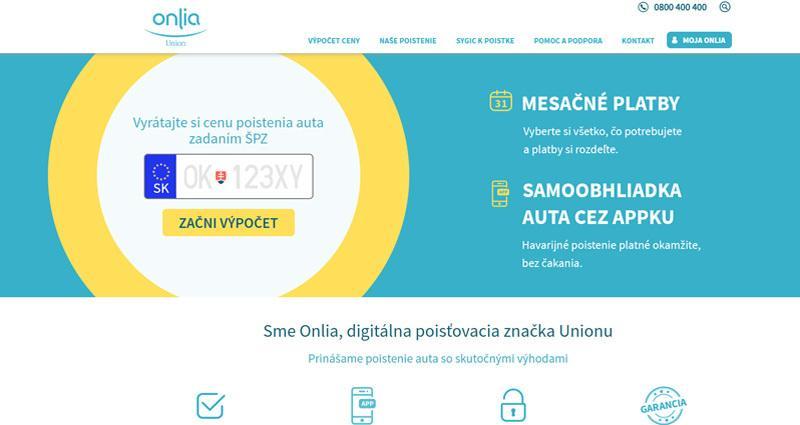 onlia
Union
0800 400 400
VÝPOČET CENY
NAŠE POISTENIE
SYGIC K POISTKE
POMOC A PODPORA
KONTAKT
MOJA ONLIA
Vyrátajte si cenu poistenia auta
zadaním ŠPZ
SK
OK 123XY
ZAČNI VÝPOČET
31
MESAČNÉ PLATBY
Vyberte si všetko, čo potrebujete
a platby si rozdeľte.
APP
SAMOOBHLIADKA
AUTA CEZ APPKU
Havarijné poistenie platné okamžite,
bez čakania.
Sme Onlia, digitálna poisťovacia značka Unionu
Prinášame poistenie auta so skutočnými výhodami
APP
GARANCIA